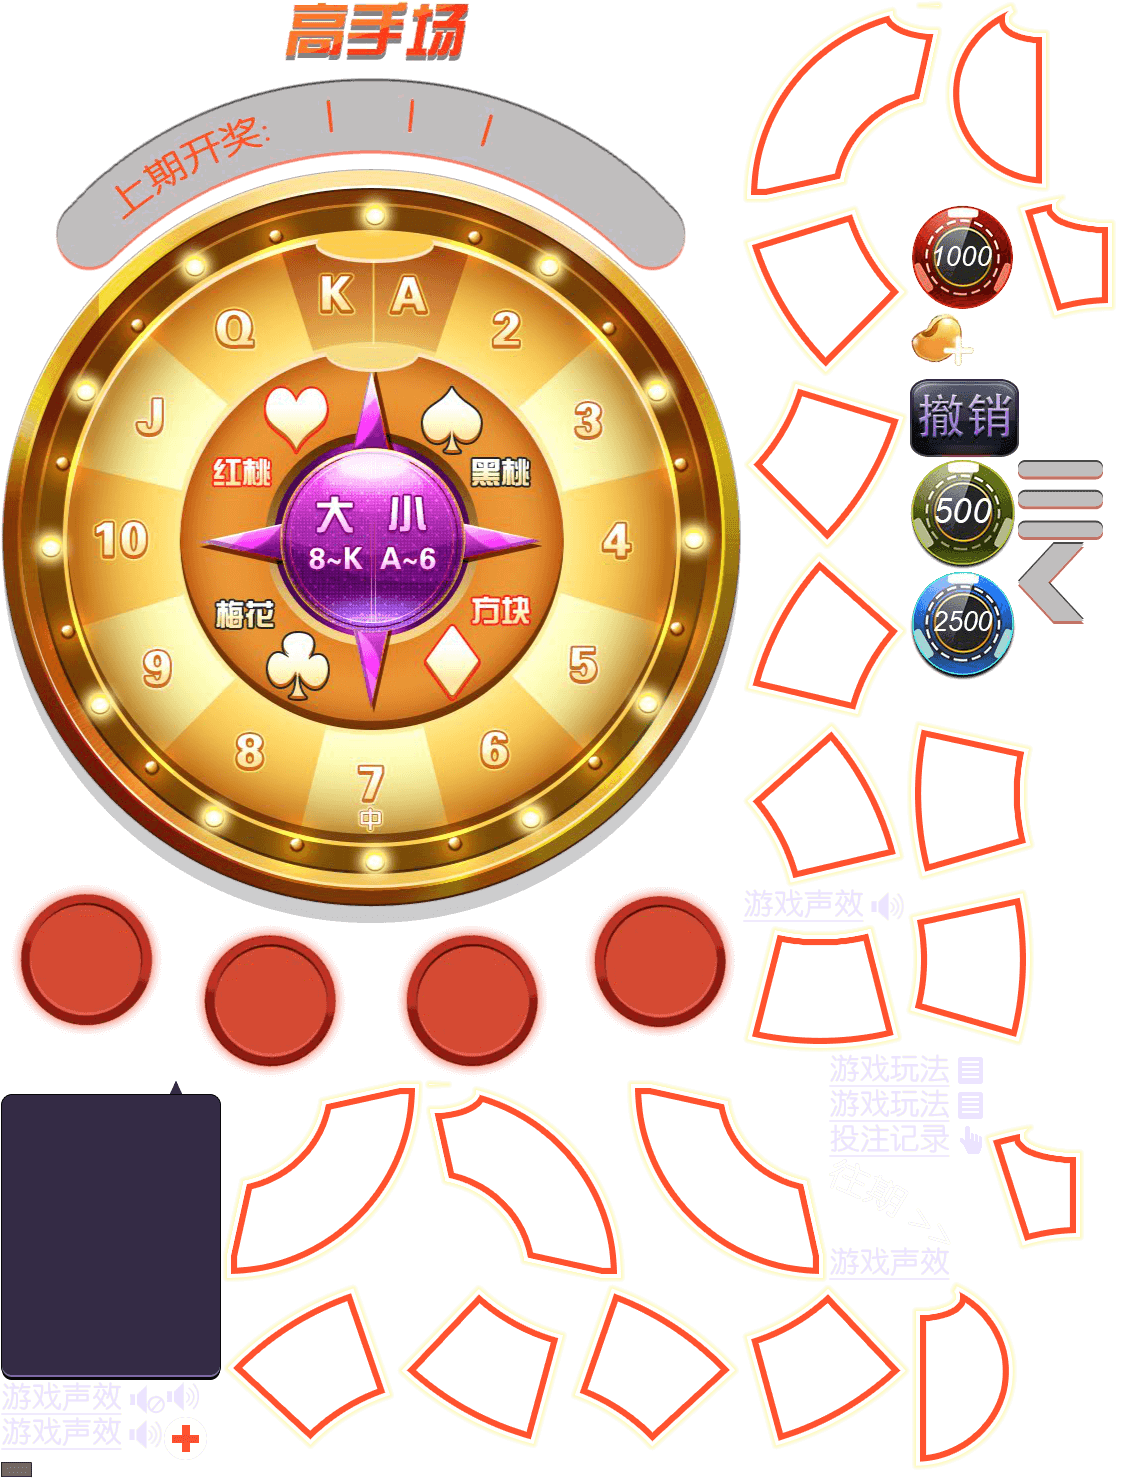 高手场
上期开奖:
K A
Q 2
J 3
10 4
9 5
8 6
7
中
红桃 黑桃
大 小
8~K A~6
梅花 方块
1000
撤销
500
2500
游戏声效
游戏玩法
游戏玩法
投注记录
往期 >>
游戏声效
游戏声效
游戏声效